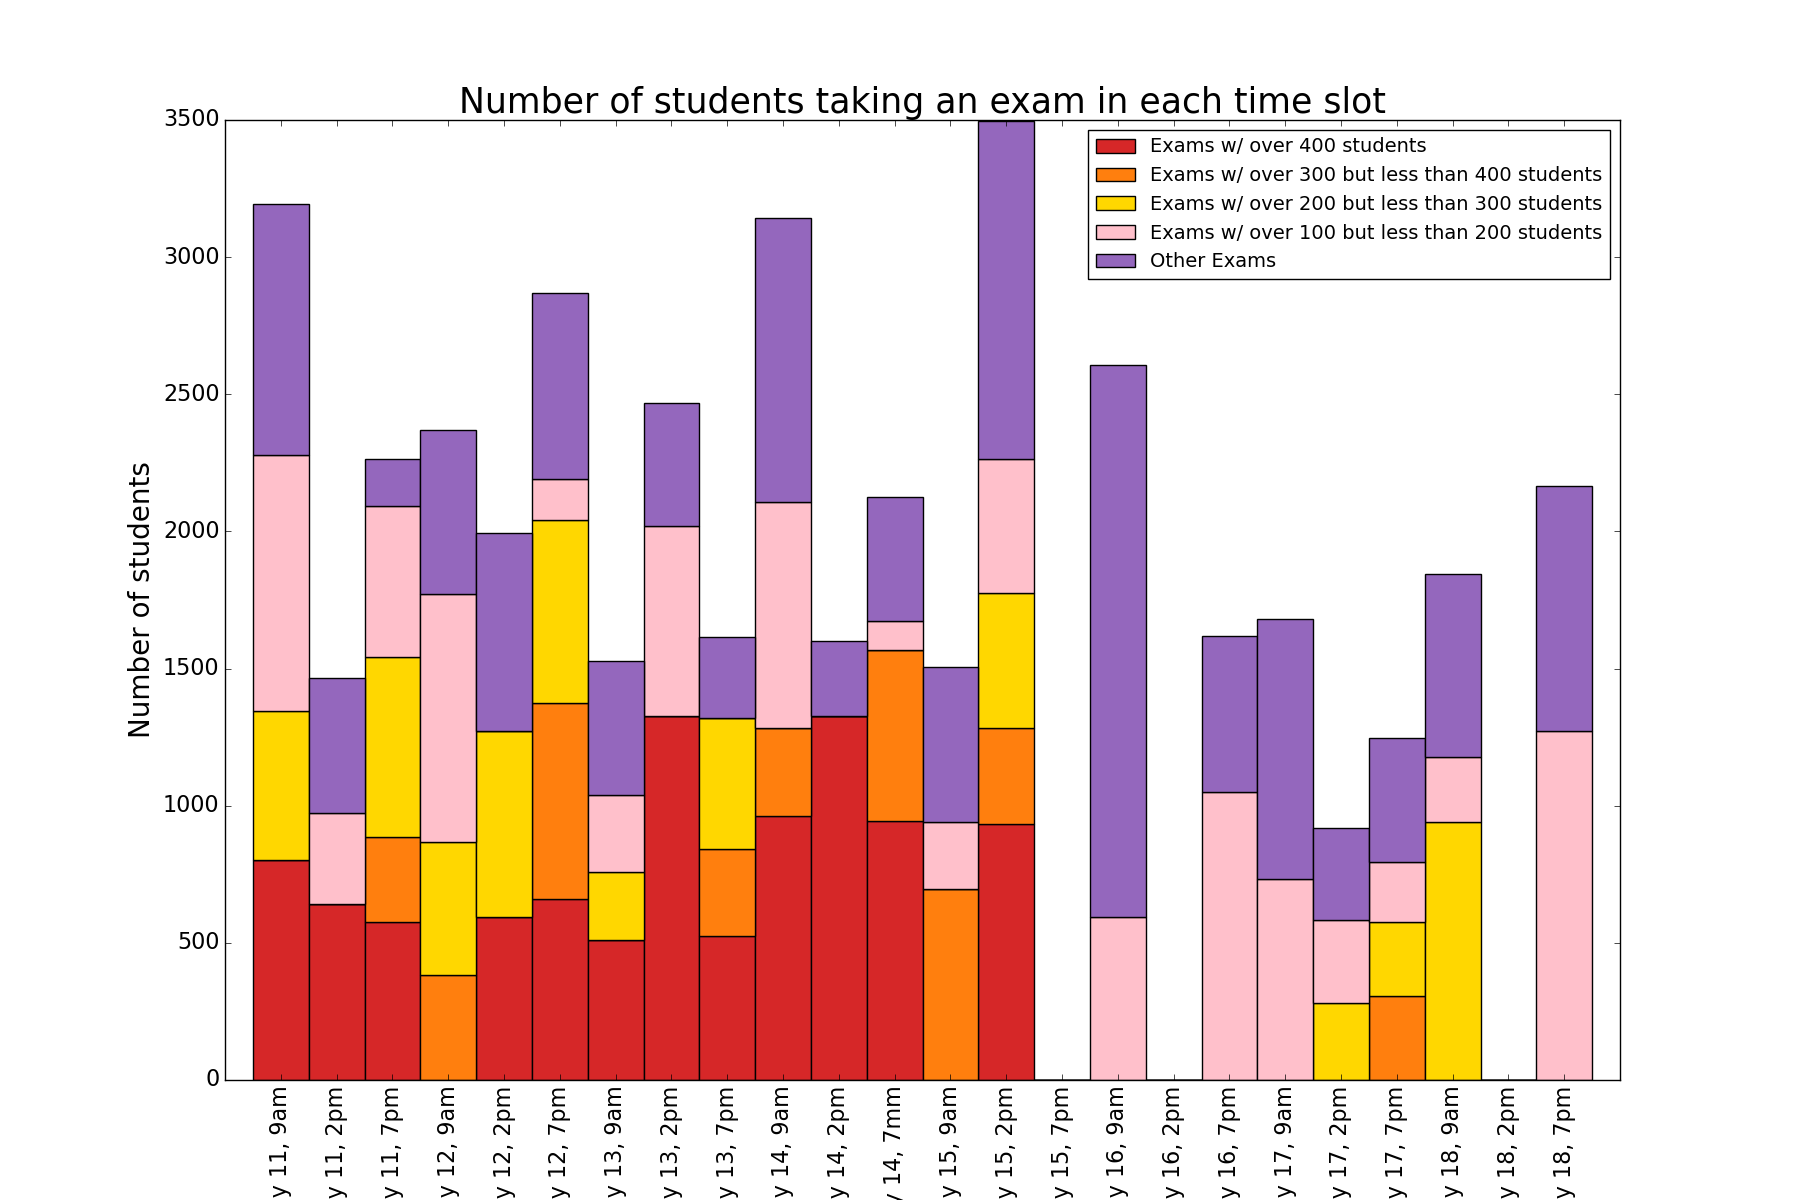 Number of students taking an exam in each time slot
3500
3000
2500
2000
1500
1000
500
0
Number of students
Exams w/ over 400 students
Exams w/ over 300 but less than 400 students
Exams w/ over 200 but less than 300 students
Exams w/ over 100 but less than 200 students
Other Exams
y 11, 9am
y 11, 2pm
y 11, 7pm
y 12, 9am
y 12, 2pm
y 12, 7pm
y 13, 9am
y 13, 2pm
y 13, 7pm
y 14, 9am
y 14, 2pm
y 14, 7mm
y 15, 9am
y 15, 2pm
y 15, 7pm
y 16, 9am
y 16, 2pm
y 16, 7pm
y 17, 9am
y 17, 2pm
y 17, 7pm
y 18, 9am
y 18, 2pm
y 18, 7pm